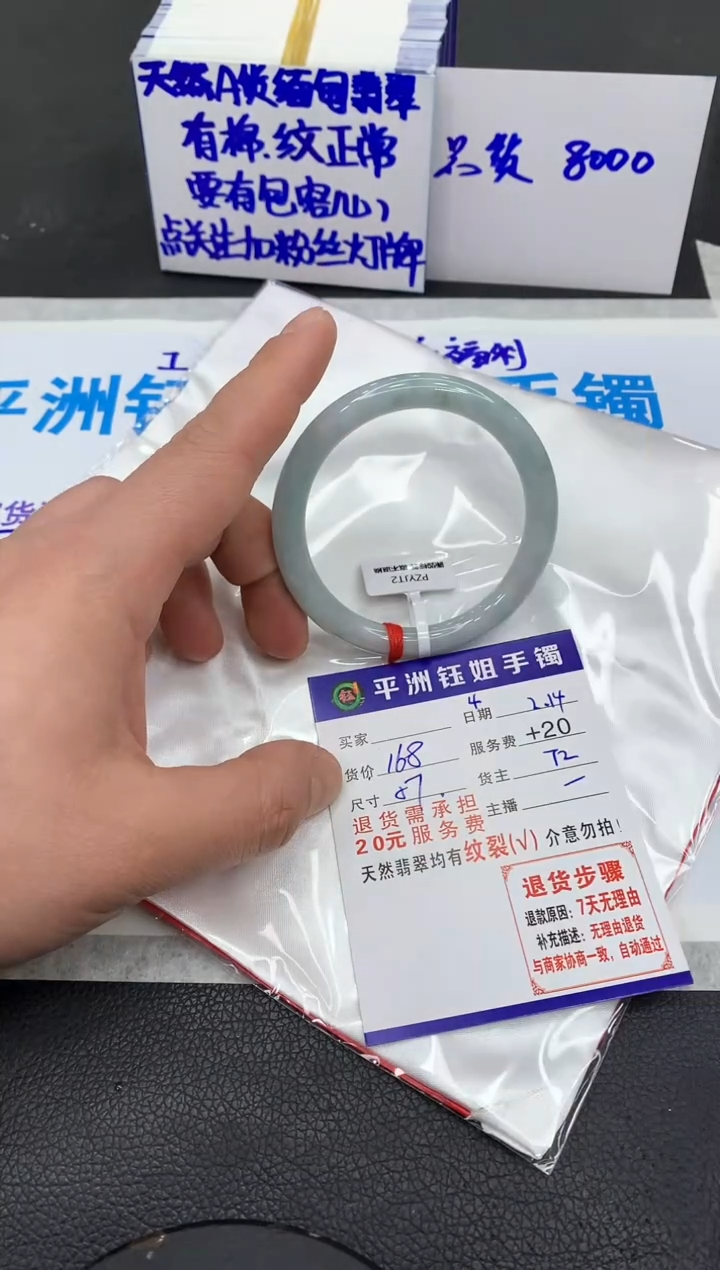 天然A货缅甸翡翠
有棉.纹正常
要有包容心
点关注加粉丝灯牌
8000
平洲钰
手镯
PZYJT2
平洲钰姐手镯
4
买家
日期 2.14
货价 168
服务费 +20
尺寸 57.
货主 T2
主播 一
退货需承担
20元服务费
天然翡翠均有纹裂(√) 介意勿拍!
退货步骤
退款原因: 7天无理由
补充描述: 无理由退货
与商家协商一致, 自动通过